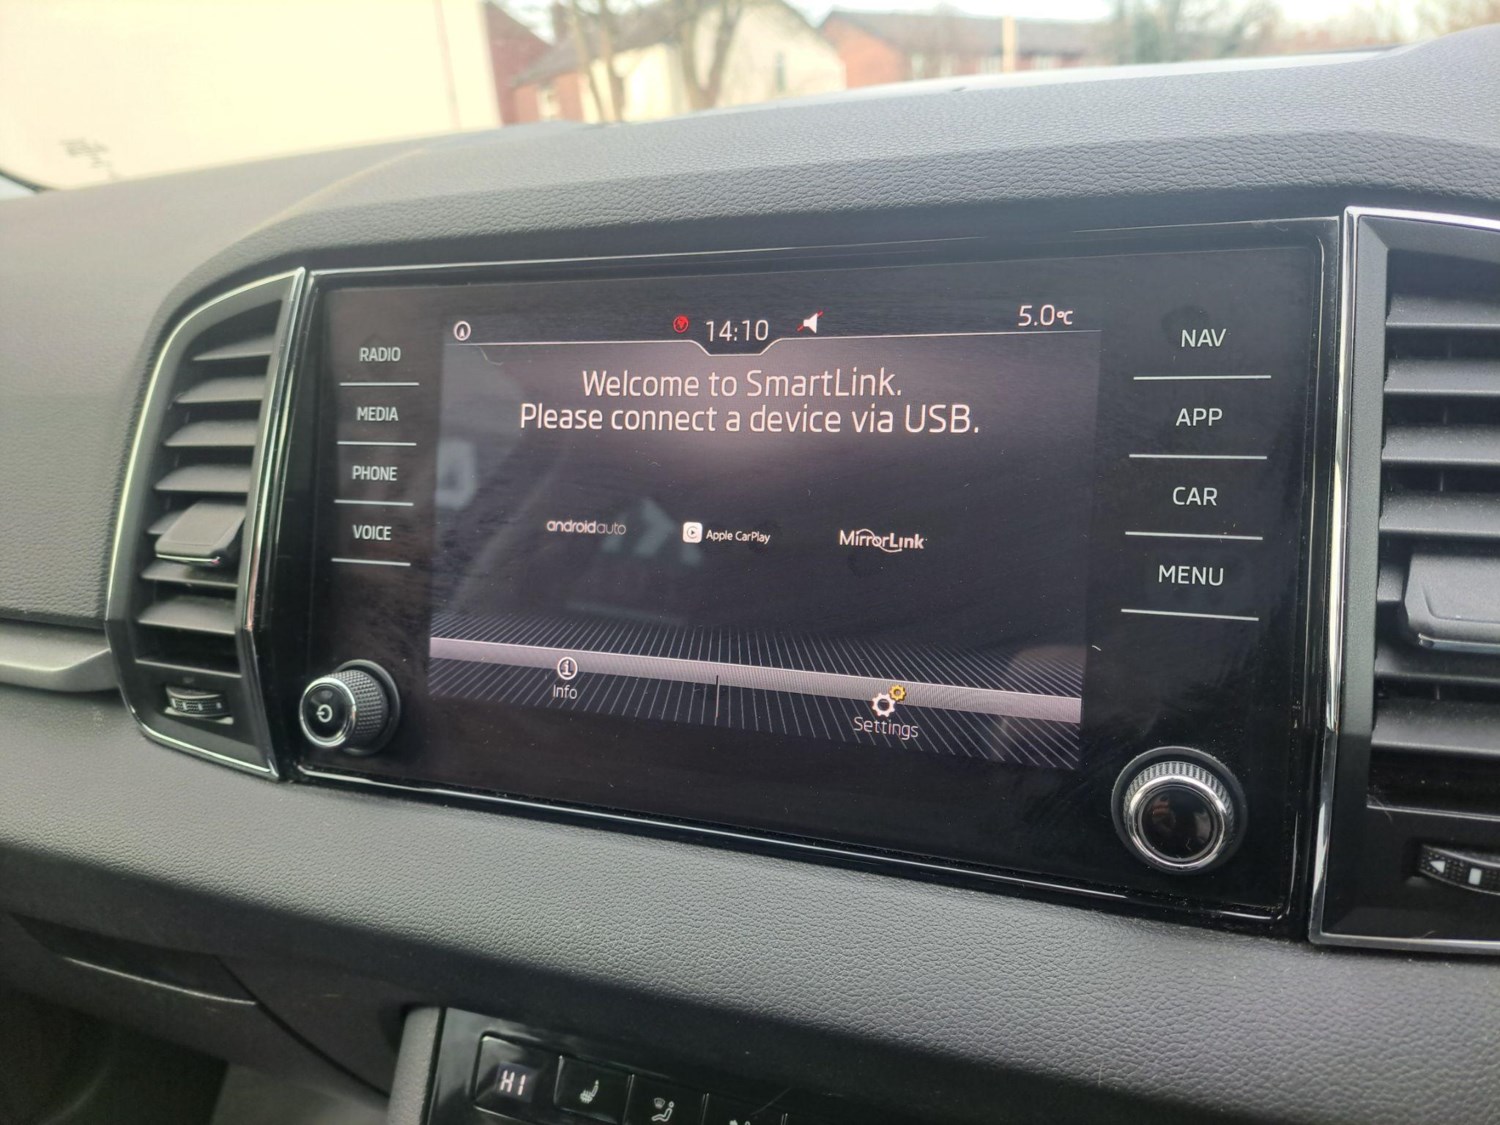 14:10
5.0°C
Welcome to SmartLink.
Please connect a device via USB.
androidauto
Apple CarPlay
MirrorLink
Info
Settings
RADIO
MEDIA
PHONE
VOICE
NAV
APP
CAR
MENU
HI